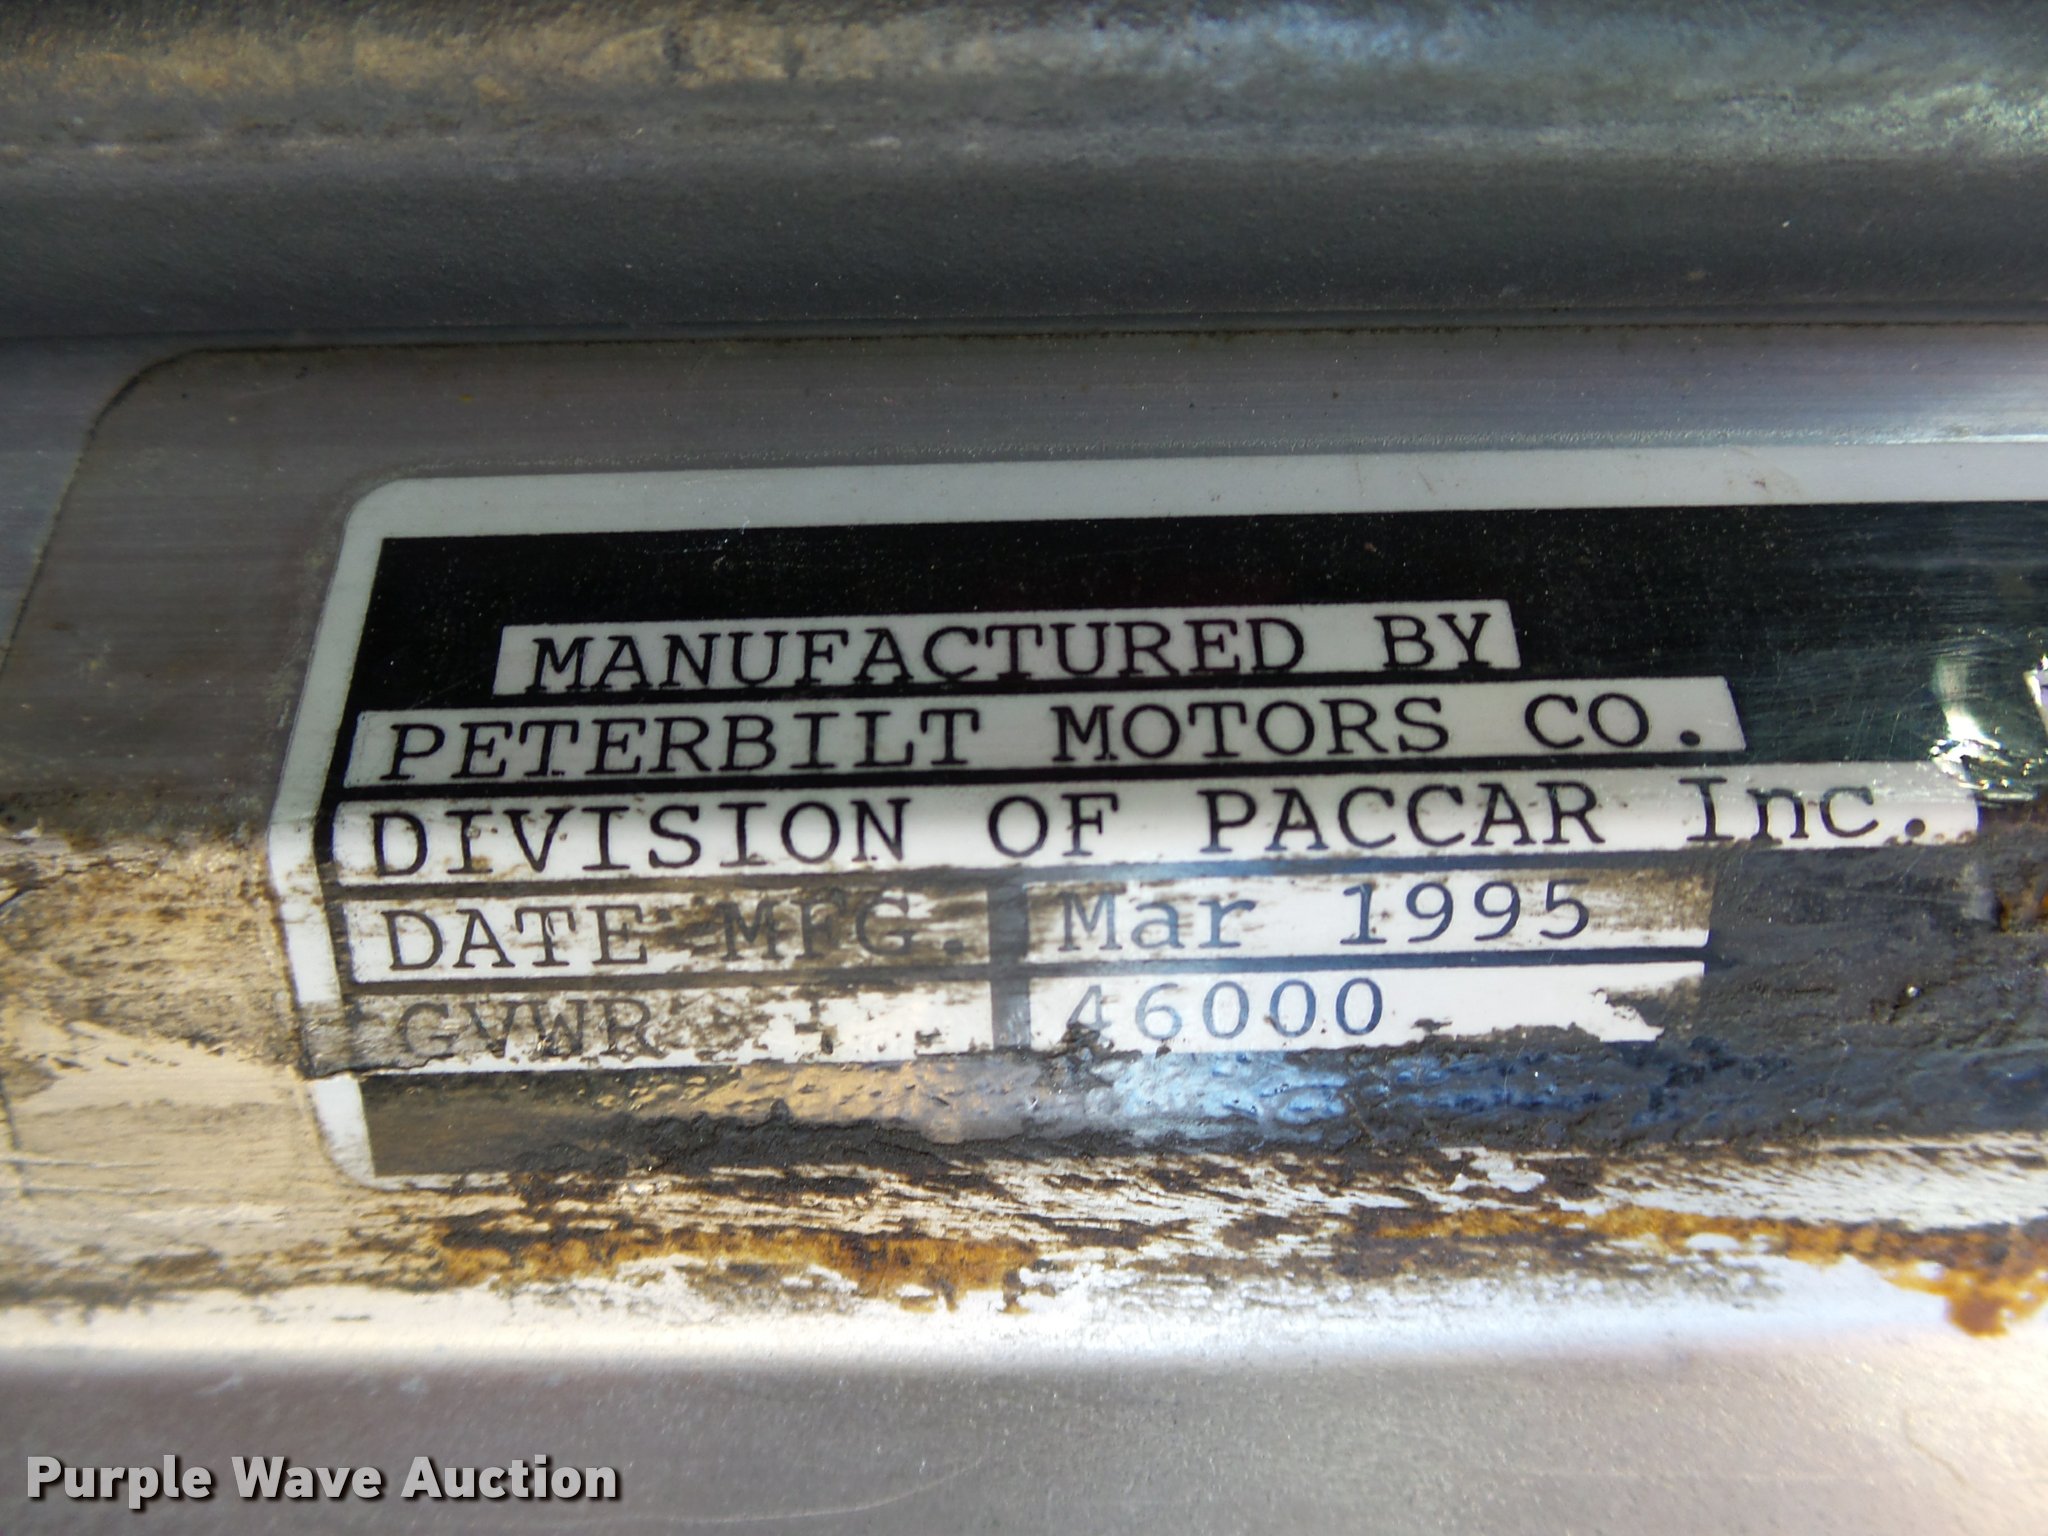 MANUFACTURED BY
PETERBILT MOTORS CO.
DIVISION OF PACCAR Inc.
DATE MFG. Mar 1995
GVWR 46000
Purple Wave Auction